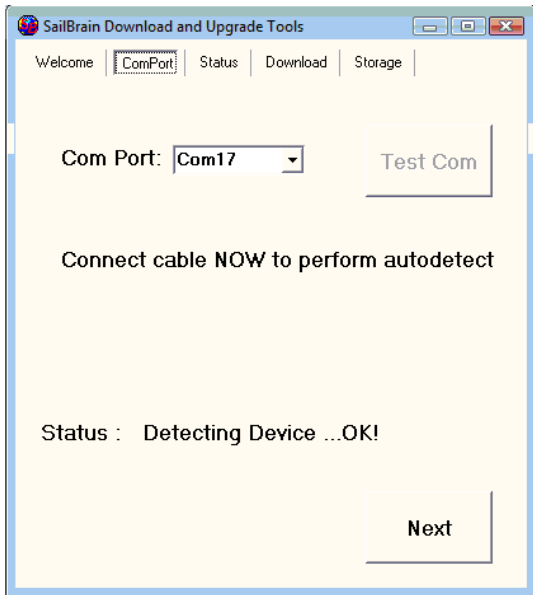 SailBrain Download and Upgrade Tools
Welcome ComPort Status Download Storage
Com Port: Com17 Test Com
Connect cable NOW to perform autodetect
Status : Detecting Device ...OK!
Next